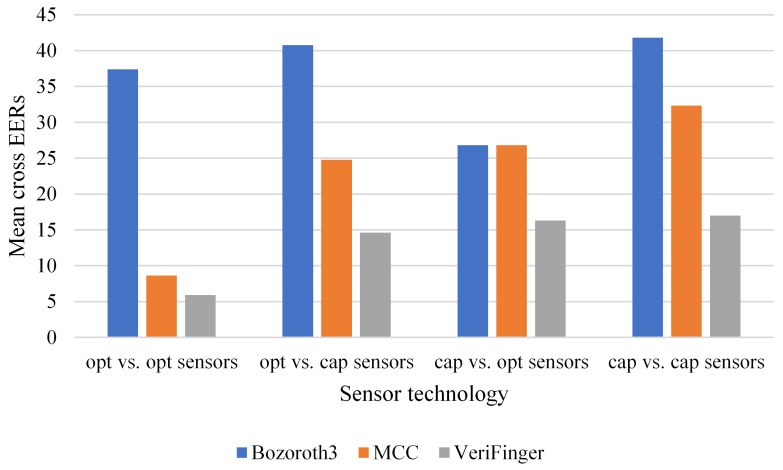 45
40
35
30
25
20
15
10
5
0
Mean cross EERs
opt vs. opt sensors opt vs. cap sensors cap vs. opt sensors cap vs. cap sensors
Sensor technology
Bozoroth3 MCC VeriFinger